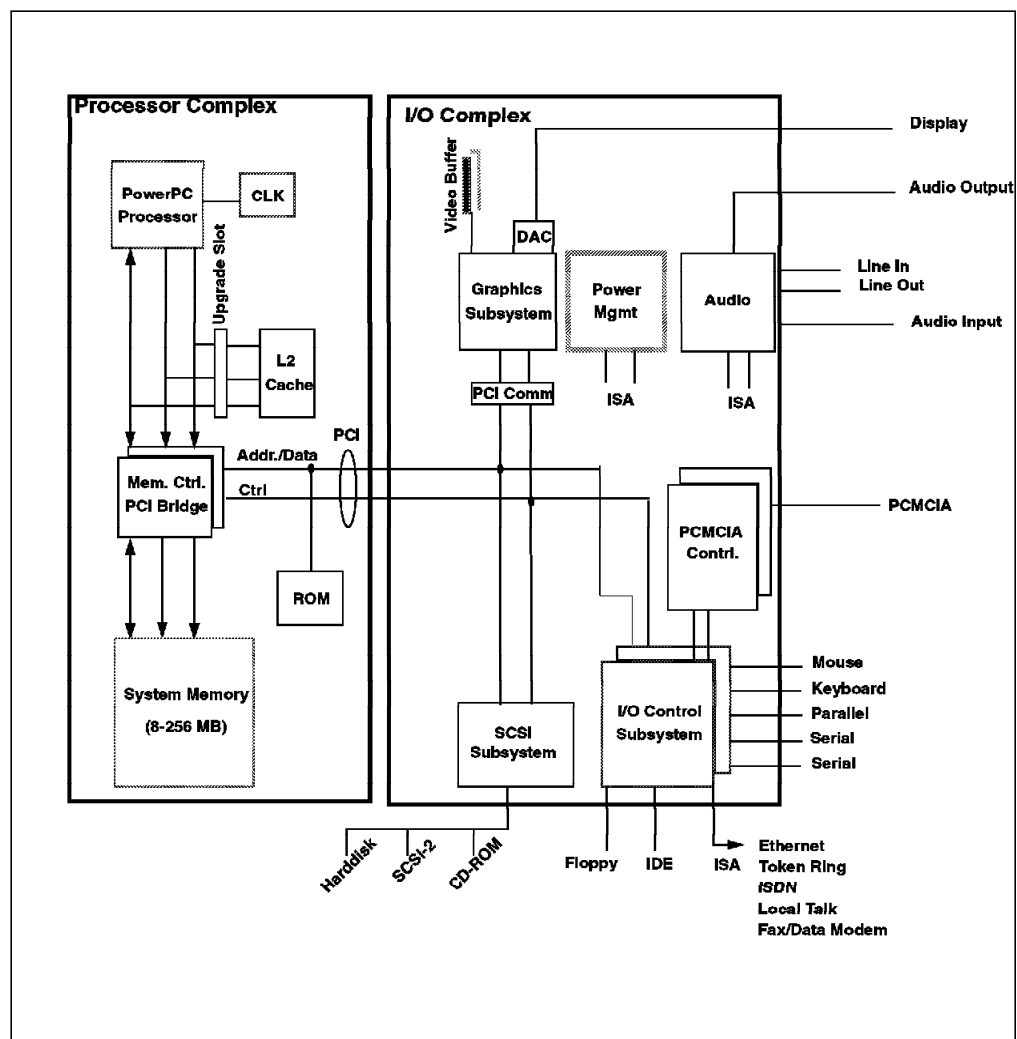 Processor Complex
I/O Complex
Display
Video Buffer
PowerPC
Processor
CLK
Audio Output
DAC
Upgrade Slot
Graphics
Subsystem
Power
Mgmt
Audio
Line In
Line Out
Audio Input
L2
Cache
PCI Comm
ISA
ISA
PCI
Addr./Data
Mem. Ctrl.
PCI Bridge
Ctrl
PCMCIA
Contrl.
PCMCIA
ROM
System Memory
(8-256 MB)
SCSI
Subsystem
I/O Control
Subsystem
Mouse
Keyboard
Parallel
Serial
Serial
Harddisk
SCSI-2
CD-ROM
Floppy
IDE
ISA
Ethernet
Token Ring
ISDN
Local Talk
Fax/Data Modem